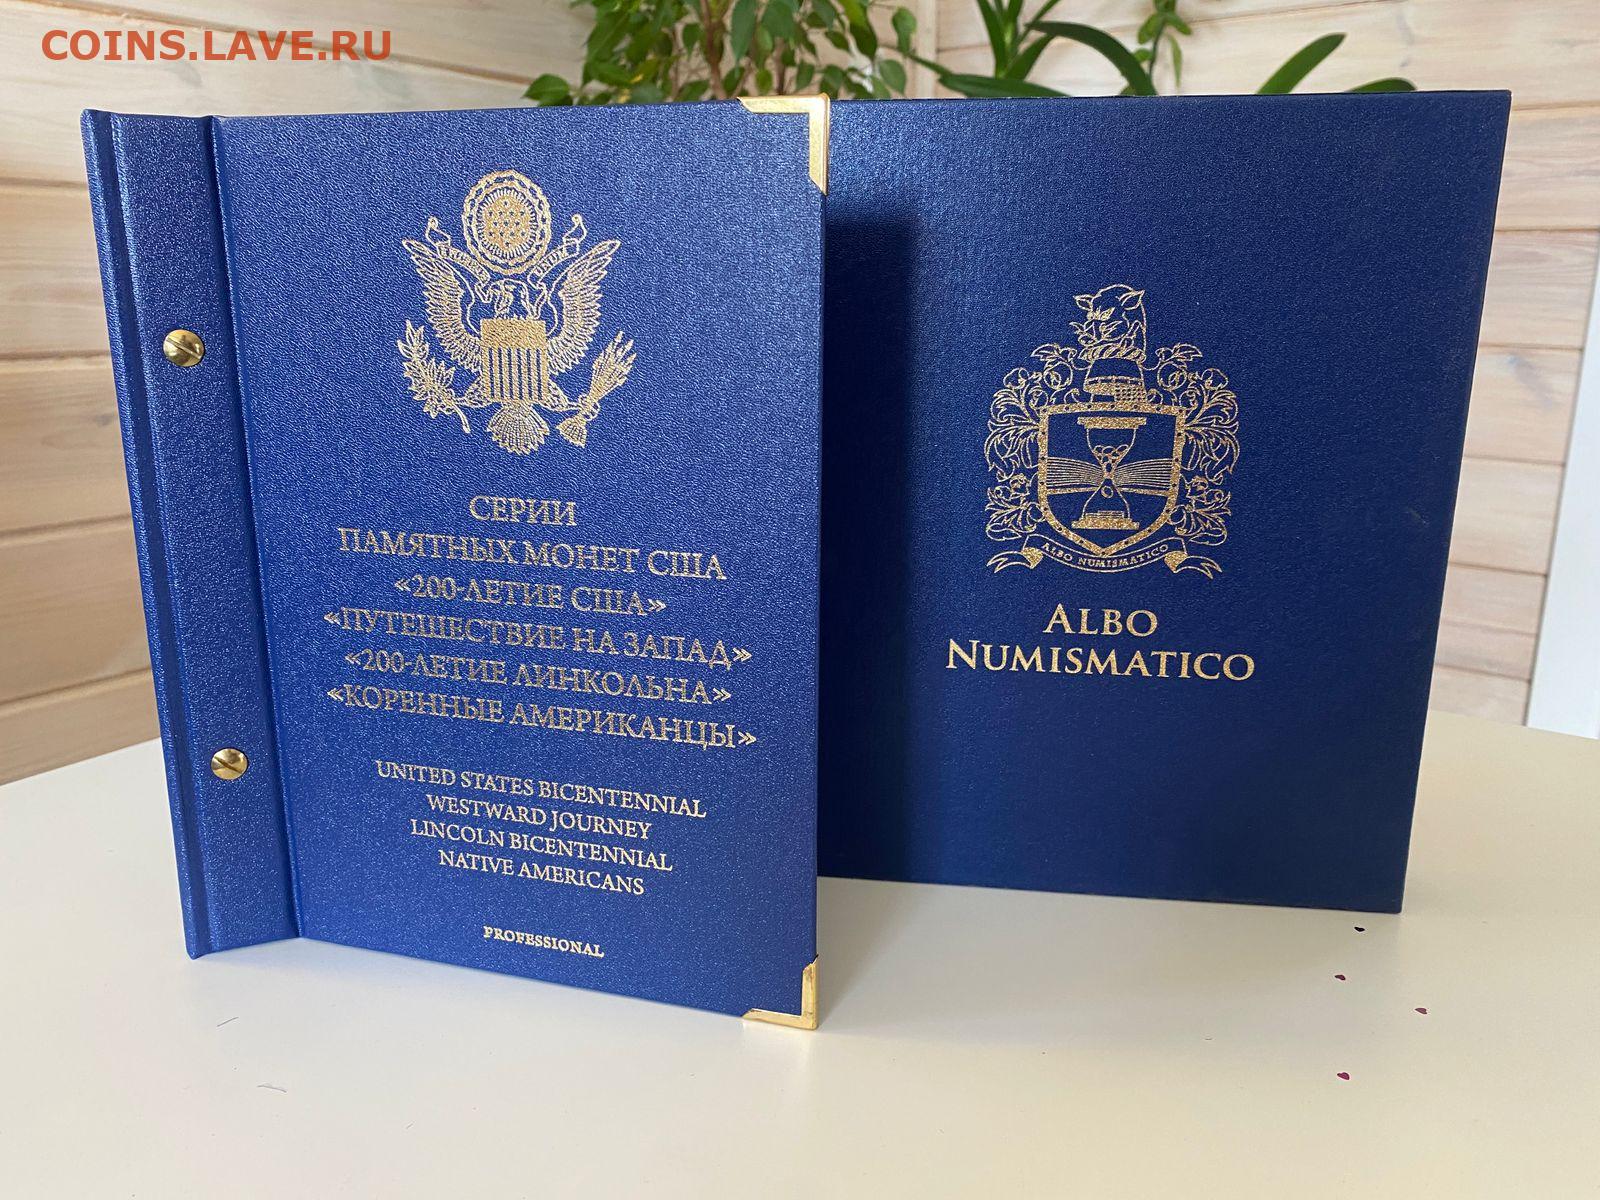 COINS.LAVE.RU
СЕРИИ
ПАМЯТНЫХ МОНЕТ США
«200-ЛЕТИЕ США»
«ПУТЕШЕСТВИЕ НА ЗАПАД»
«200-ЛЕТИЕ ЛИНКОЛЬНА»
«КОРЕННЫЕ АМЕРИКАНЦЫ»
UNITED STATES BICENTENNIAL
WESTWARD JOURNEY
LINCOLN BICENTENNIAL
NATIVE AMERICANS
PROFESSIONAL
ALBO NUMISMATICO
ALBO
NUMISMATICO